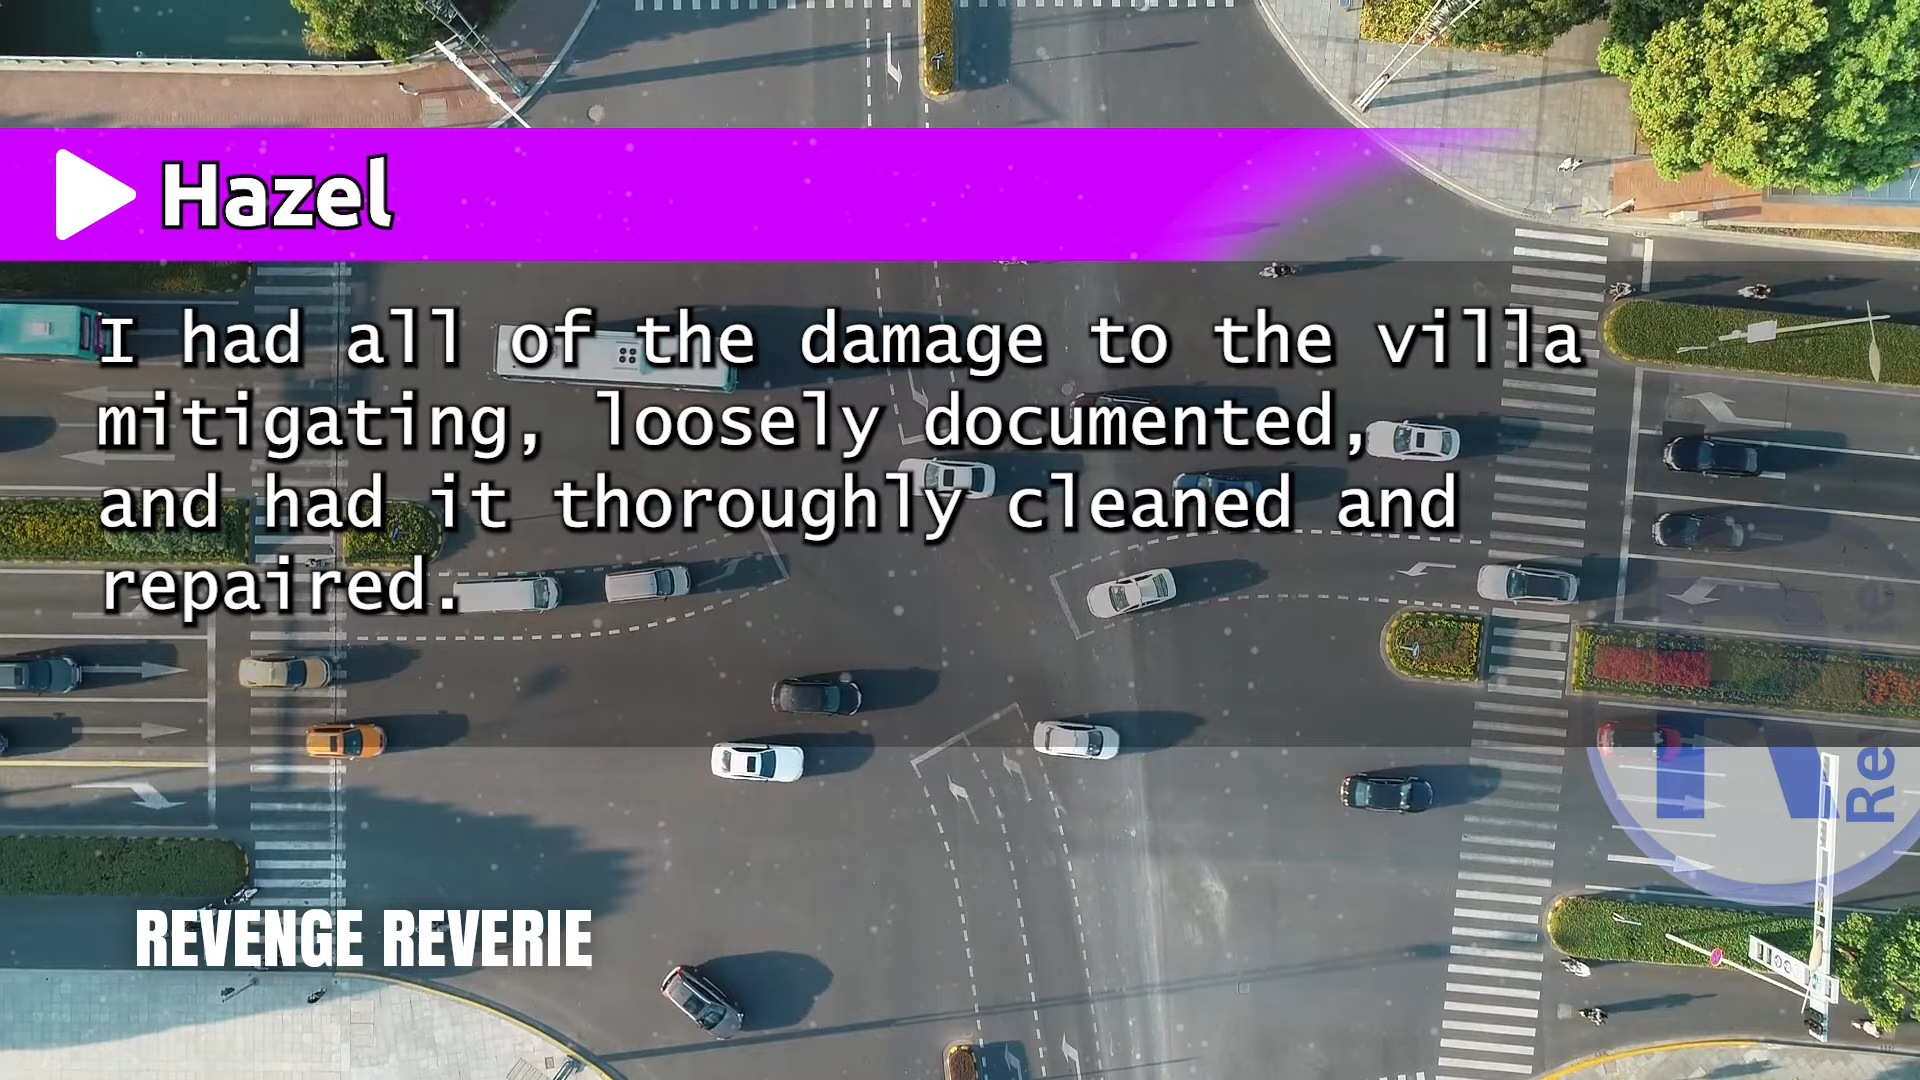 Hazel
I had all of the damage to the villa
mitigating, loosely documented,
and had it thoroughly cleaned and
repaired.
REVENGE REVERIE